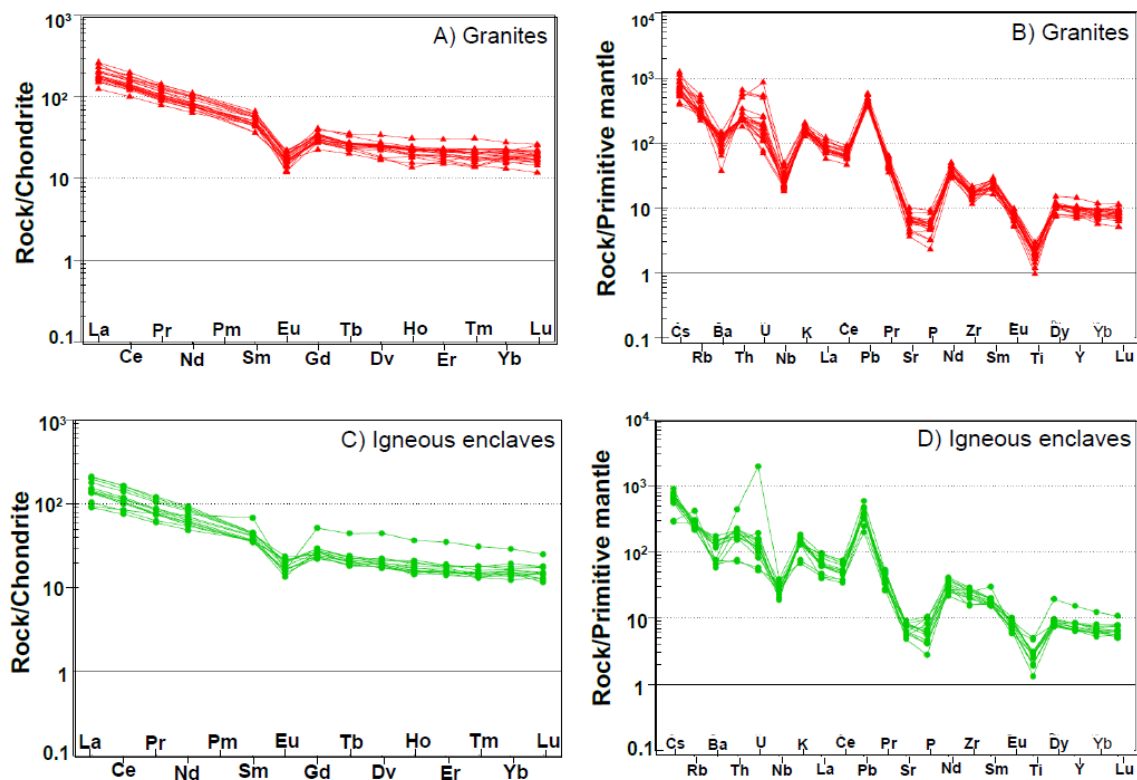 A) Granites
Rock/Chondrite
10³
10²
10
1
0.1
La Pr Pm Eu Tb Ho Tm Lu
Ce Nd Sm Gd Dv Er Yb
B) Granites
Rock/Primitive mantle
10⁴
10³
10²
10
1
0.1
Cs Ba U K Ce Pr P Zr Eu Dy Yb
Rb Th Nb La Pb Sr Nd Sm Ti Y Lu
C) Igneous enclaves
Rock/Chondrite
10³
10²
10
1
0.1
La Pr Pm Eu Tb Ho Tm Lu
Ce Nd Sm Gd Dy Er Yb
D) Igneous enclaves
Rock/Primitive mantle
10⁴
10³
10²
10
1
0.1
Cs Ba U K Ce Pr P Zr Eu Dy Yb
Rb Th Nb La Pb Sr Nd Sm Ti Y Lu